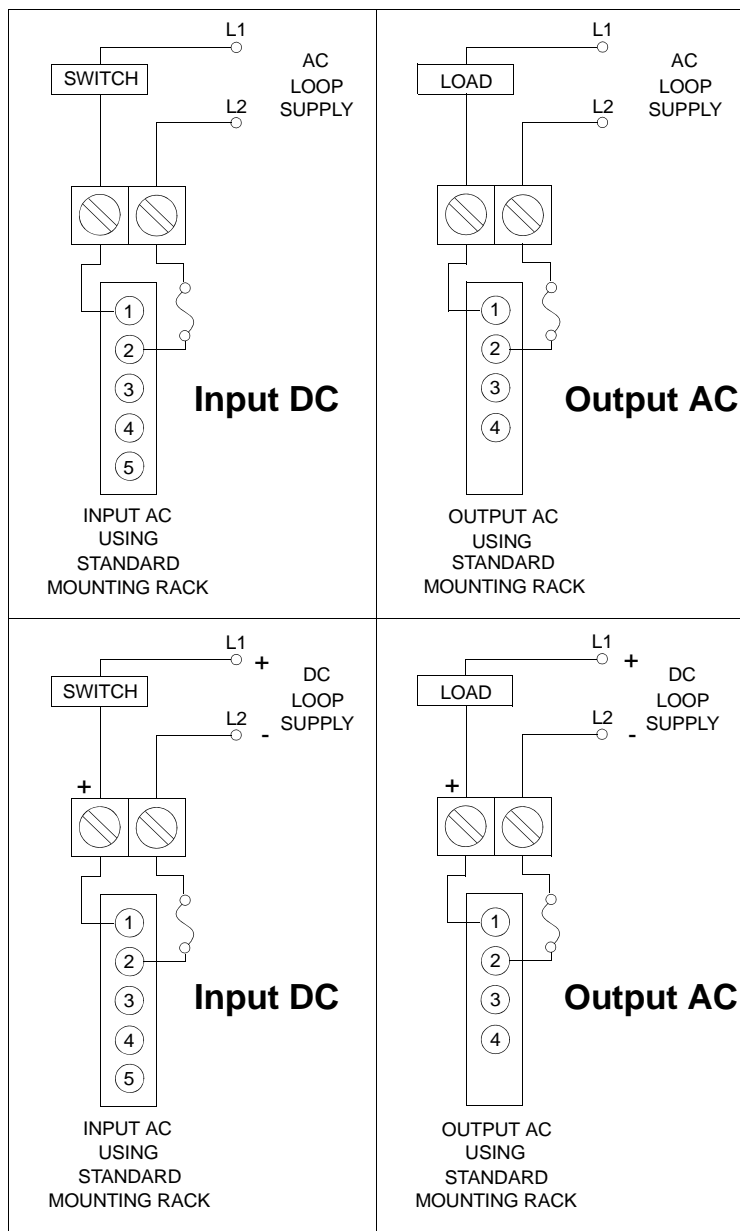 L1
SWITCH
AC
LOOP
SUPPLY
L2
1
2
3
4
5
Input DC
INPUT AC
USING
STANDARD
MOUNTING RACK
L1
LOAD
AC
LOOP
SUPPLY
L2
1
2
3
4
Output AC
OUTPUT AC
USING
STANDARD
MOUNTING RACK
L1
+
SWITCH
DC
LOOP
SUPPLY
L2
-
+
1
2
3
4
5
Input DC
INPUT AC
USING
STANDARD
MOUNTING RACK
L1
+
LOAD
DC
LOOP
SUPPLY
L2
-
+
1
2
3
4
Output AC
OUTPUT AC
USING
STANDARD
MOUNTING RACK